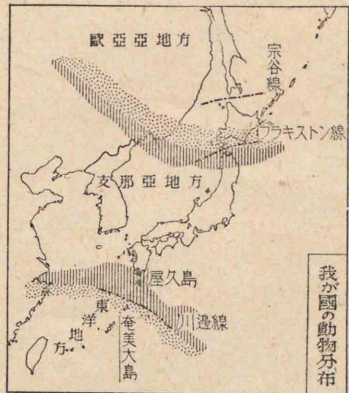 我が國の動物分布
歐亞亞地方
宗谷線
ブラキストン線
支那亞地方
屋久島
川邊線
東洋地方
奄美大島